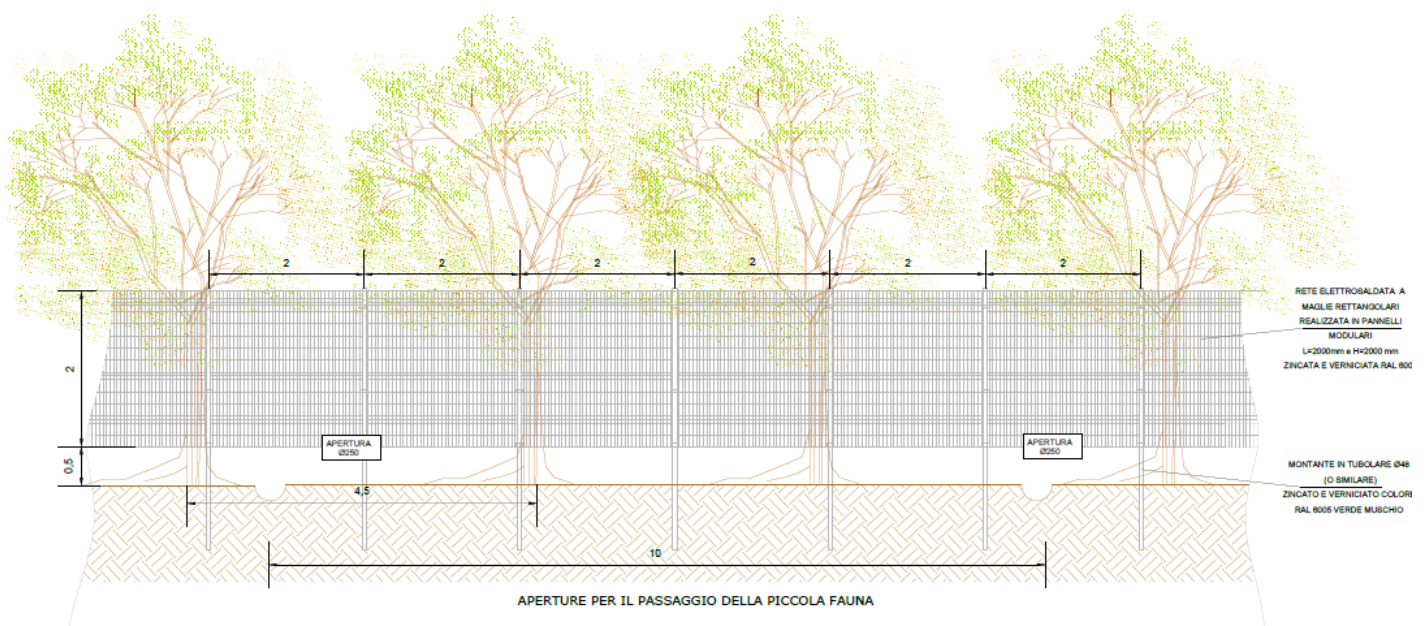 2 2 2 2 2 2
RETE ELETTROSALDATA A
MAGLIE RETTANGOLARI
REALIZZATA IN PANNELLI
MODULARI
L=2000mm e H=2000 mm
ZINCATA E VERNICIATA RAL 600
2
APERTURA
Ø250
APERTURA
Ø250
0,5
MONTANTE IN TUBOLARE Ø48
(O SIMILARE)
ZINCATO E VERNICIATO COLORE
RAL 6005 VERDE MUSCHIO
4,5
10
APERTURE PER IL PASSAGGIO DELLA PICCOLA FAUNA